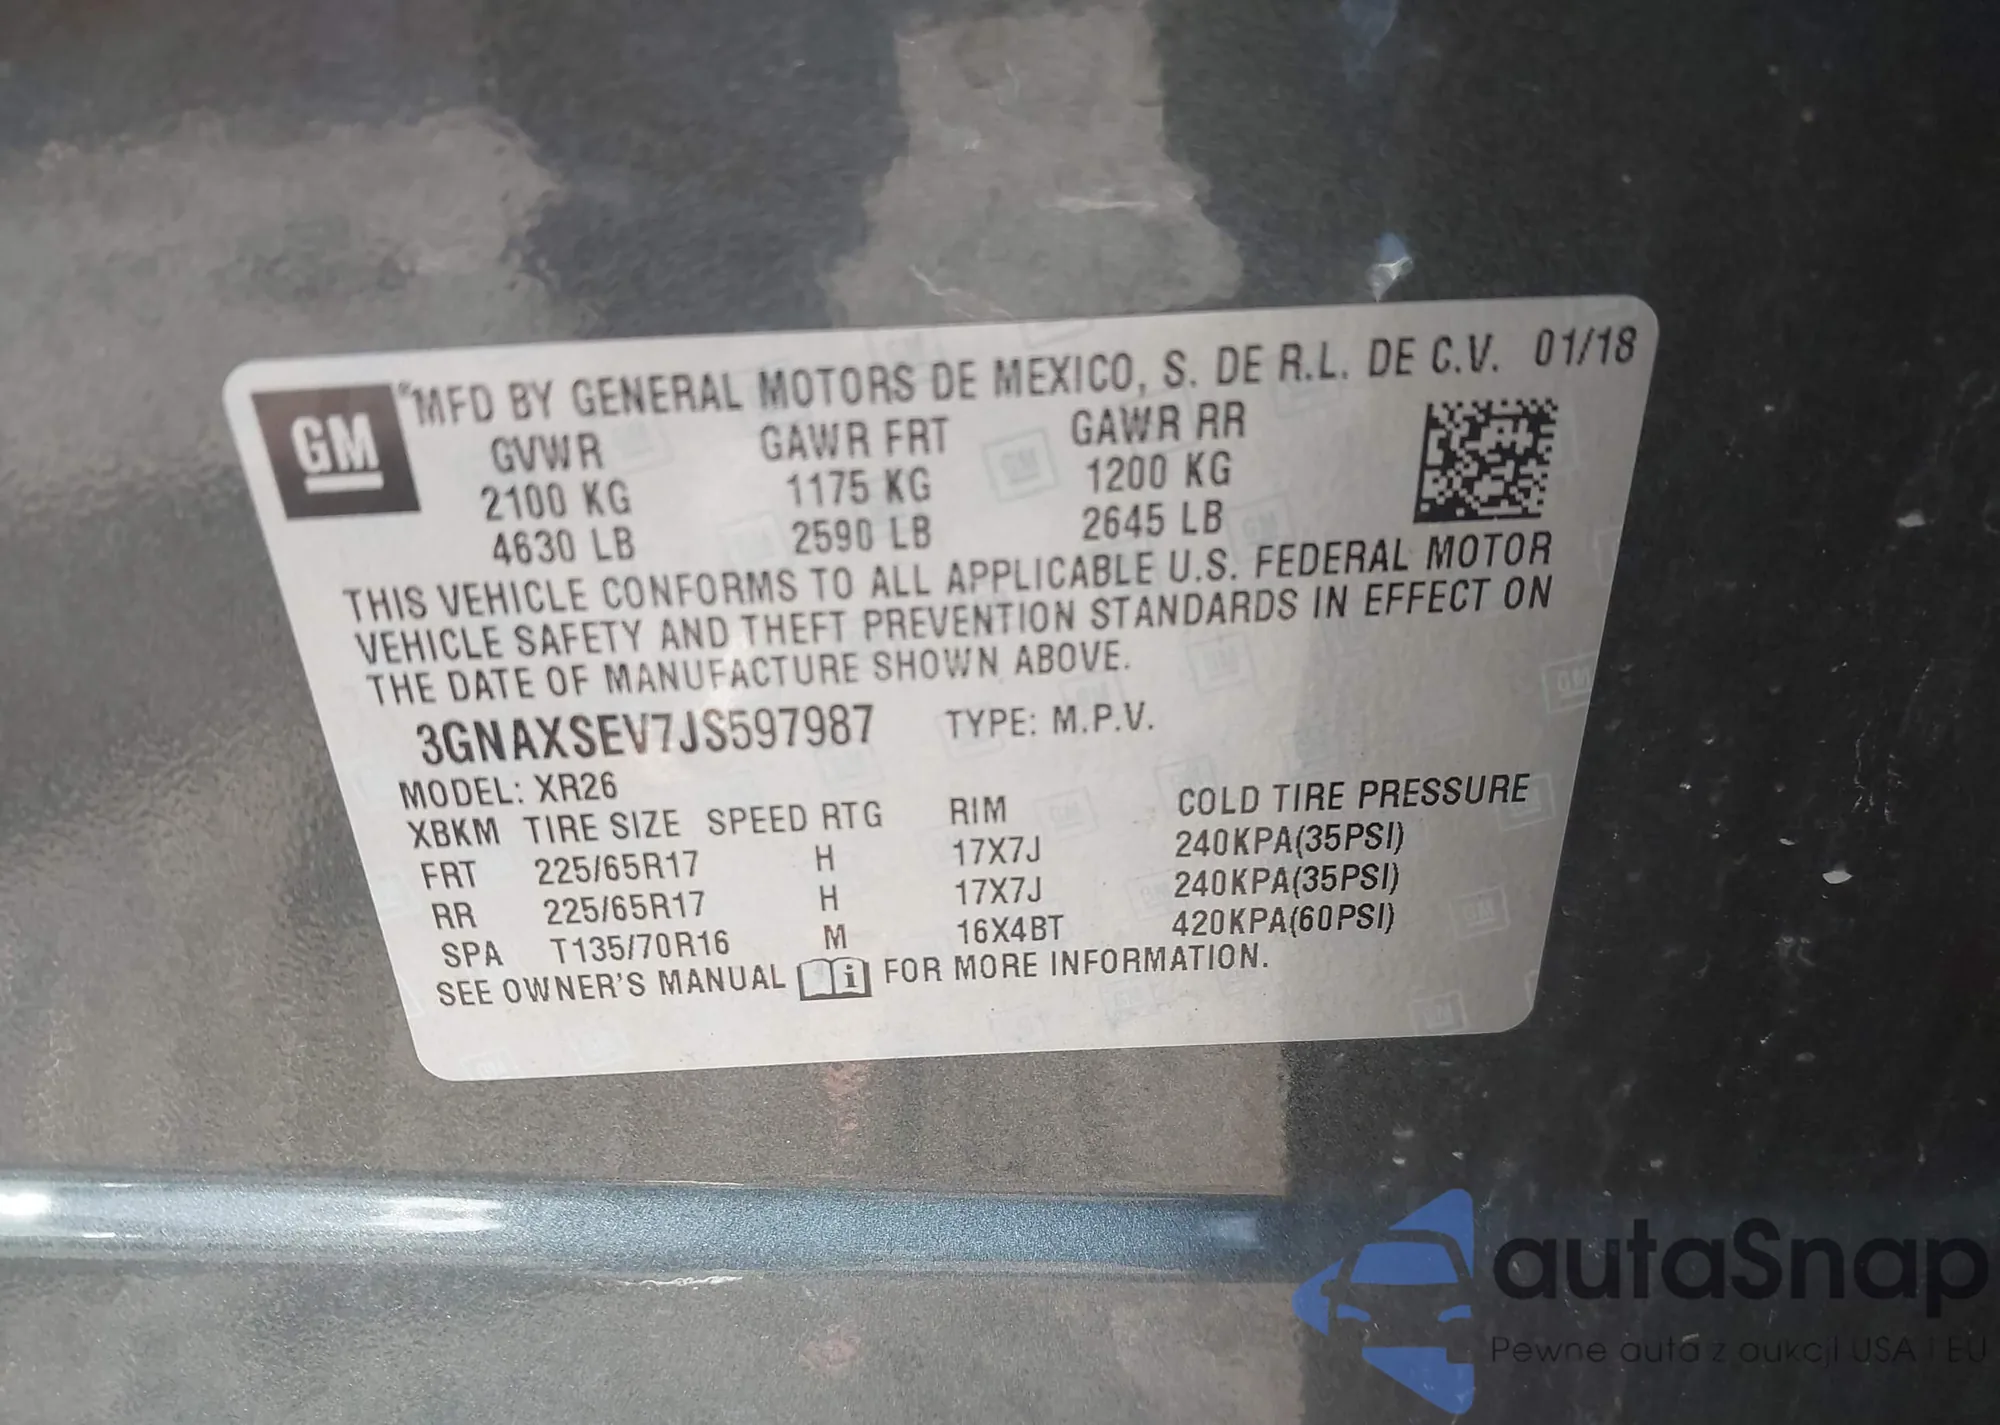 GM
MFD BY GENERAL MOTORS DE MEXICO, S. DE R.L. DE C.V. 01/18
GVWR GAWR FRT GAWR RR
2100 KG 1175 KG 1200 KG
4630 LB 2590 LB 2645 LB
THIS VEHICLE CONFORMS TO ALL APPLICABLE U.S. FEDERAL MOTOR
VEHICLE SAFETY AND THEFT PREVENTION STANDARDS IN EFFECT ON
THE DATE OF MANUFACTURE SHOWN ABOVE.
3GNAXSEV7JS597987 TYPE: M.P.V.
MODEL: XR26
XBKM TIRE SIZE SPEED RTG RIM COLD TIRE PRESSURE
FRT 225/65R17 H 17X7J 240KPA(35PSI)
RR 225/65R17 H 17X7J 240KPA(35PSI)
SPA T135/70R16 M 16X4BT 420KPA(60PSI)
SEE OWNER'S MANUAL i FOR MORE INFORMATION.
autaSnap
Pewne auta z aukcji USA i EU